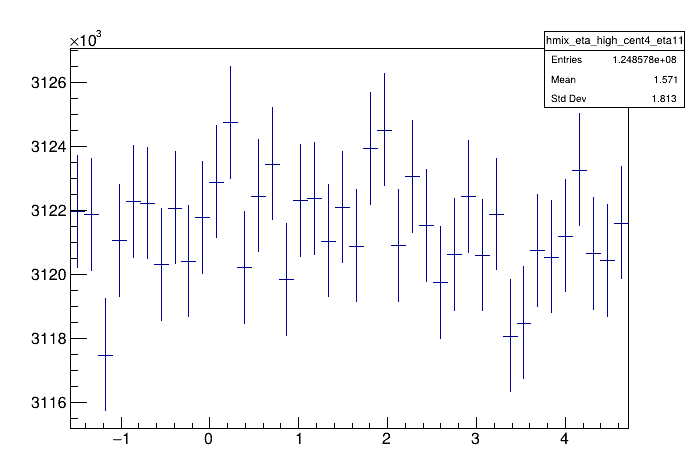 ×10³
hmix_eta_high_cent4_eta11
Entries 1.248578e+08
Mean 1.571
Std Dev 1.813
3126
3124
3122
3120
3118
3116
−1 0 1 2 3 4